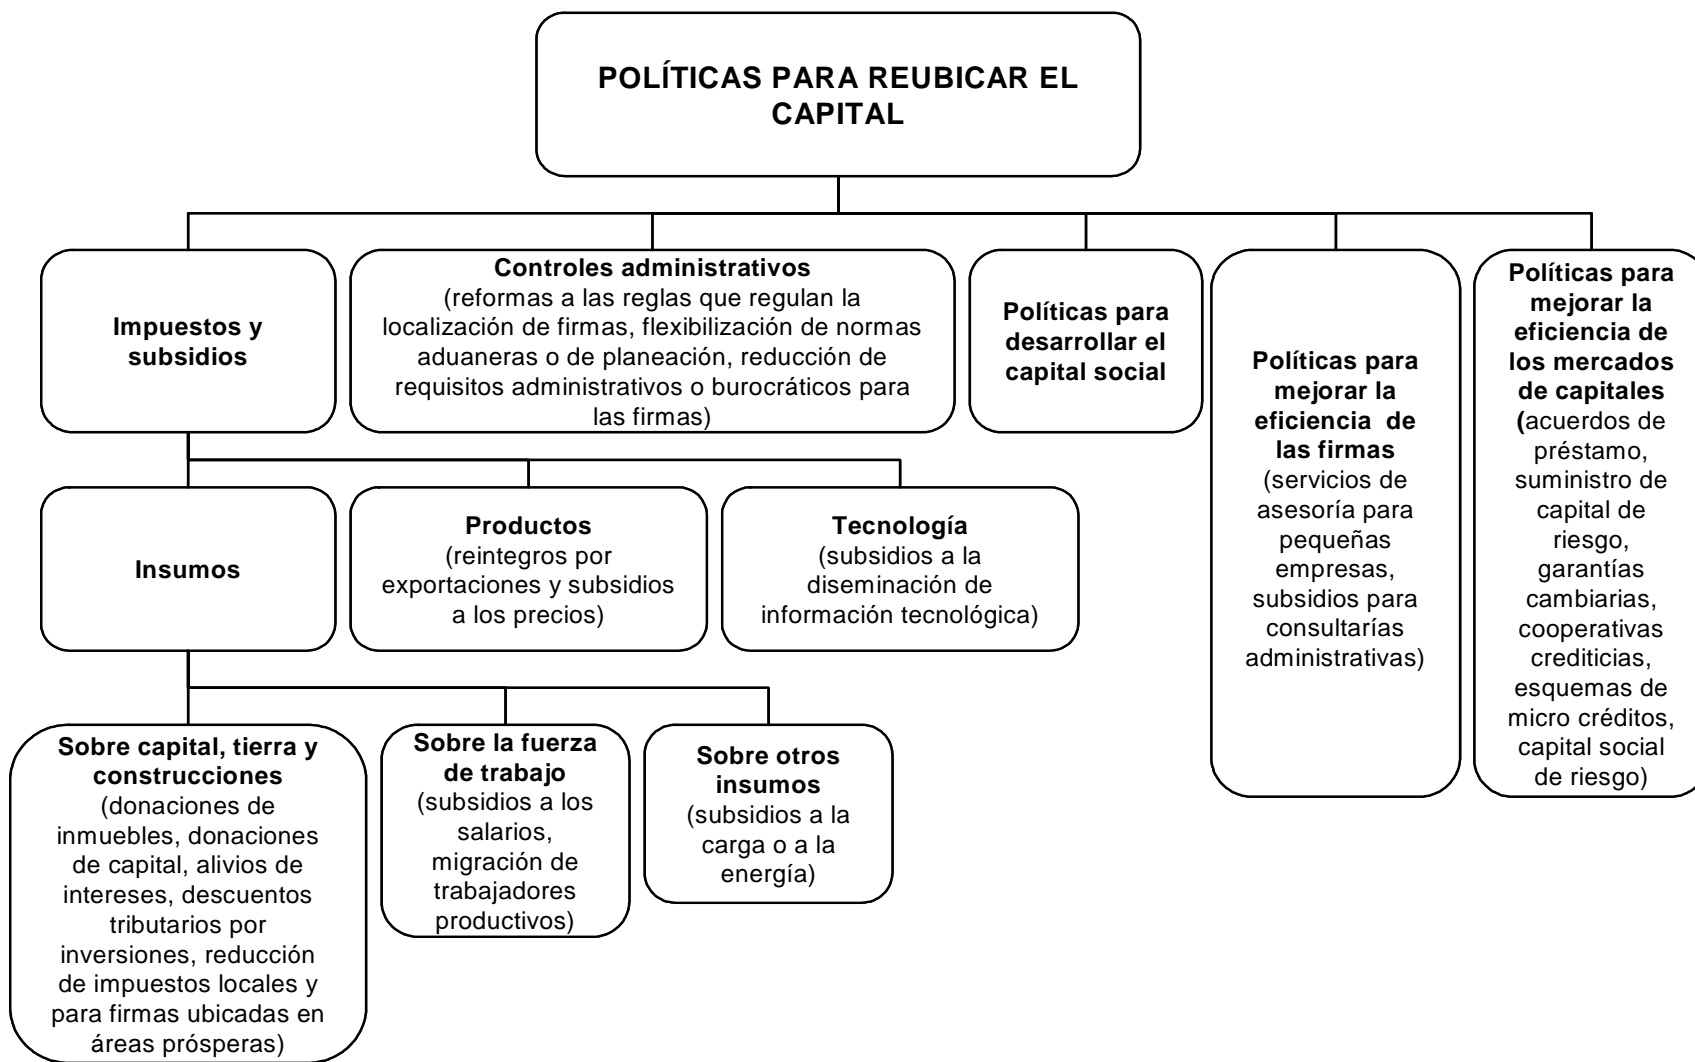 POLÍTICAS PARA REUBICAR EL
CAPITAL
Impuestos y
subsidios
Controles administrativos
(reformas a las reglas que regulan la
localización de firmas, flexibilización de normas
aduaneras o de planeación, reducción de
requisitos administrativos o burocráticos para
las firmas)
Políticas para
desarrollar el
capital social
Políticas para
mejorar la
eficiencia de
las firmas
(servicios de
asesoría para
pequeñas
empresas,
subsidios para
consultarías
administrativas)
Políticas para
mejorar la
eficiencia de
los mercados
de capitales
(acuerdos de
préstamo,
suministro de
capital de
riesgo,
garantías
cambiarias,
cooperativas
crediticias,
esquemas de
micro créditos,
capital social
de riesgo)
Insumos
Productos
(reintegros por
exportaciones y subsidios
a los precios)
Tecnología
(subsidios a la
diseminación de
información tecnológica)
Sobre capital, tierra y
construcciones
(donaciones de
inmuebles, donaciones
de capital, alivios de
intereses, descuentos
tributarios por
inversiones, reducción
de impuestos locales y
para firmas ubicadas en
áreas prósperas)
Sobre la fuerza
de trabajo
(subsidios a los
salarios,
migración de
trabajadores
productivos)
Sobre otros
insumos
(subsidios a la
carga o a la
energía)